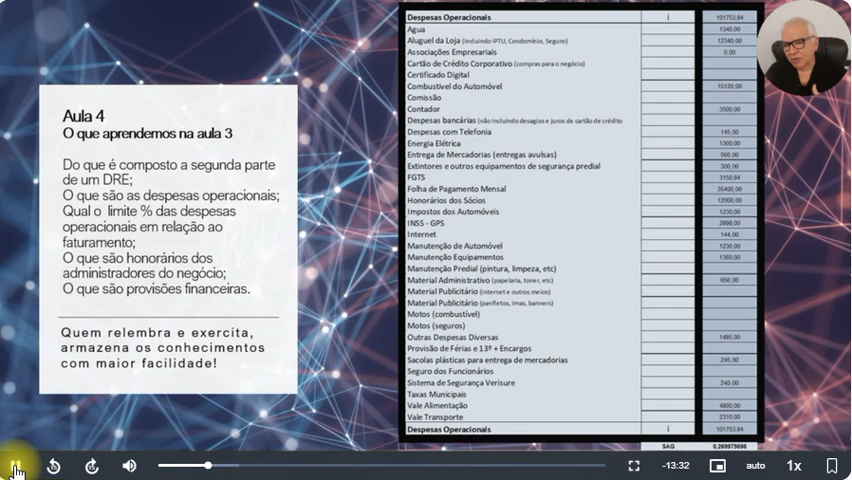 Aula 4
O que aprendemos na aula 3
Do que é composto a segunda parte
de um DRE;
O que são as despesas operacionais;
Qual o limite % das despesas
operacionais em relação ao
faturamento;
O que são honorários dos
administradores do negócio;
O que são provisões financeiras.
Quem relembra e exercita,
armazena os conhecimentos
com maior facilidade!
Despesas Operacionais i 101753,84
Agua 1340,00
Aluguel da Loja (incluindo IPTU, Condomínio, Seguro) 12340,00
Associações Empresariais 0,00
Cartão de Crédito Corporativo (compras para o negócio)
Certificado Digital
Combustivel do Automóvel 15120,00
Comissão
Contador 3500,00
Despesas bancárias (não incluindo desagios e juros de cartão de crédito
Despesas com Telefonia 145,00
Energia Elétrica 1300,00
Entrega de Mercadorias (entregas avulsas) 500,00
Extintores e outros equipamentos de segurança predial 300,00
FGTS 3150,84
Folha de Pagamento Mensal 35400,00
Honorários dos Sócios 12000,00
Impostos dos Automóveis 1230,00
INSS - GPS 2898,00
Internet 144,00
Manutenção de Automóvel 1230,00
Manutenção Equipamentos 1360,00
Manutenção Predial (pintura, limpeza, etc)
Material Administrativo (papelaria, toner, etc) 656,00
Material Publicitário (internet e outros meios)
Material Publicitário (panfletos, imas, banners)
Motos (combustível)
Motos (seguros)
Outras Despesas Diversas 1485,00
Provisão de Férias e 13º + Encargos
Sacolas plásticas para entrega de mercadorias 245,00
Seguro dos Funcionários
Sistema de Segurança Verisure 240,00
Taxas Municipais
Vale Alimentação 4800,00
Vale Transporte 2310,00
Despesas Operacionais i 101753,84
SAG 0,269975696
-13:32 auto 1x